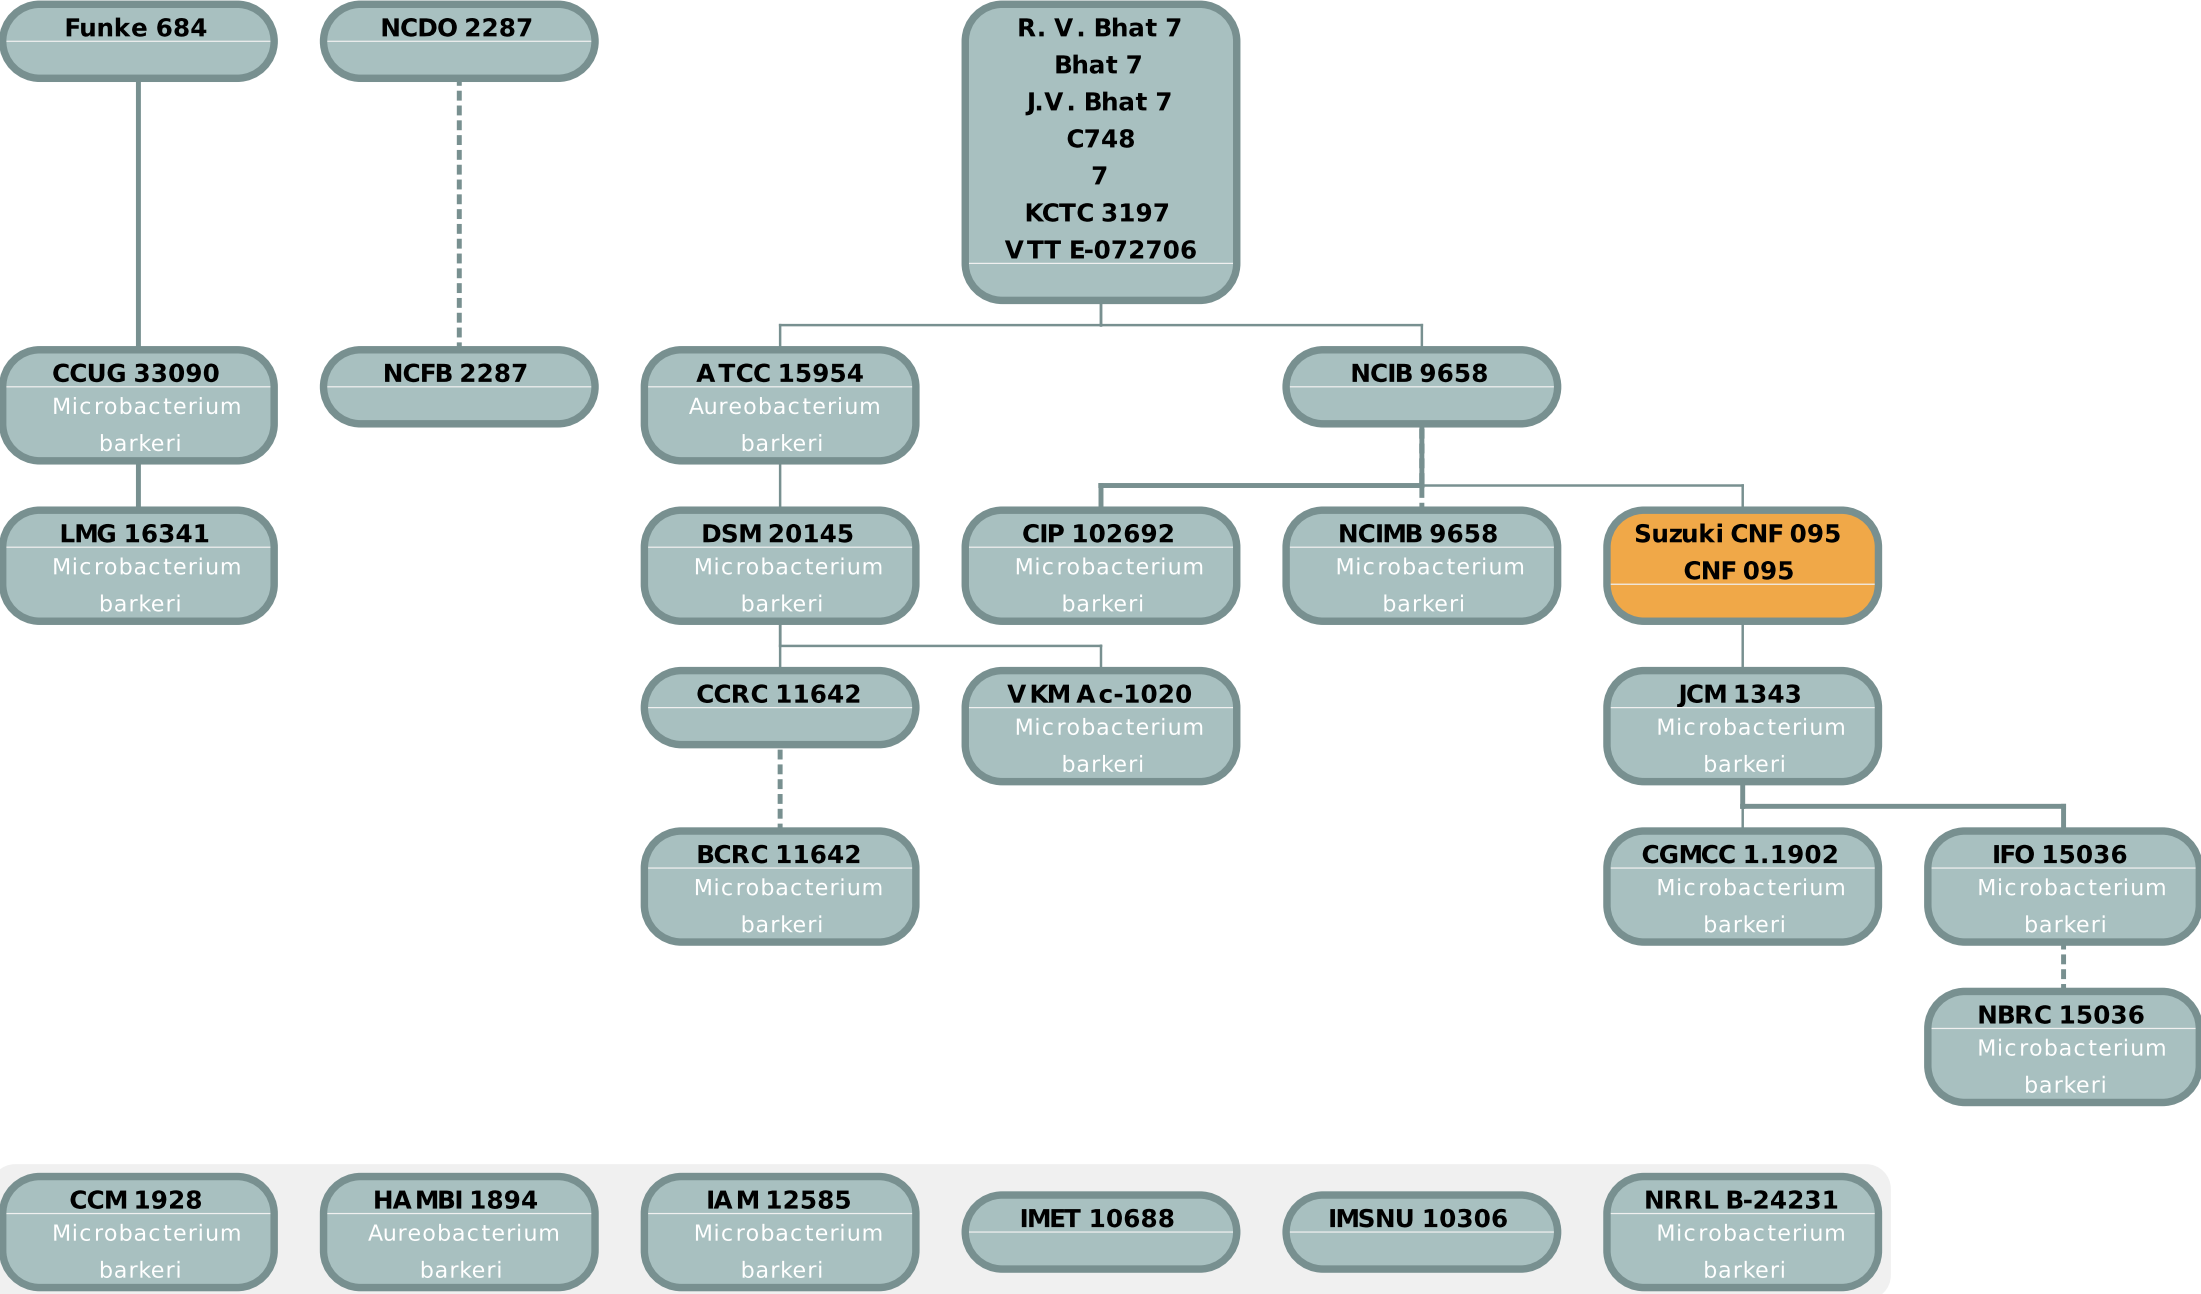 Funke 684
NCDO 2287
R. V. Bhat 7
Bhat 7
J.V. Bhat 7
C748
7
KCTC 3197
VTT E-072706
CCUG 33090
Microbacterium
barkeri
NCFB 2287
ATCC 15954
Aureobacterium
barkeri
NCIB 9658
LMG 16341
Microbacterium
barkeri
DSM 20145
Microbacterium
barkeri
CIP 102692
Microbacterium
barkeri
NCIMB 9658
Microbacterium
barkeri
Suzuki CNF 095
CNF 095
CCRC 11642
VKM Ac-1020
Microbacterium
barkeri
JCM 1343
Microbacterium
barkeri
BCRC 11642
Microbacterium
barkeri
CGMCC 1.1902
Microbacterium
barkeri
IFO 15036
Microbacterium
barkeri
NBRC 15036
Microbacterium
barkeri
CCM 1928
Microbacterium
barkeri
HAMBI 1894
Aureobacterium
barkeri
IAM 12585
Microbacterium
barkeri
IMET 10688
IMSNU 10306
NRRL B-24231
Microbacterium
barkeri